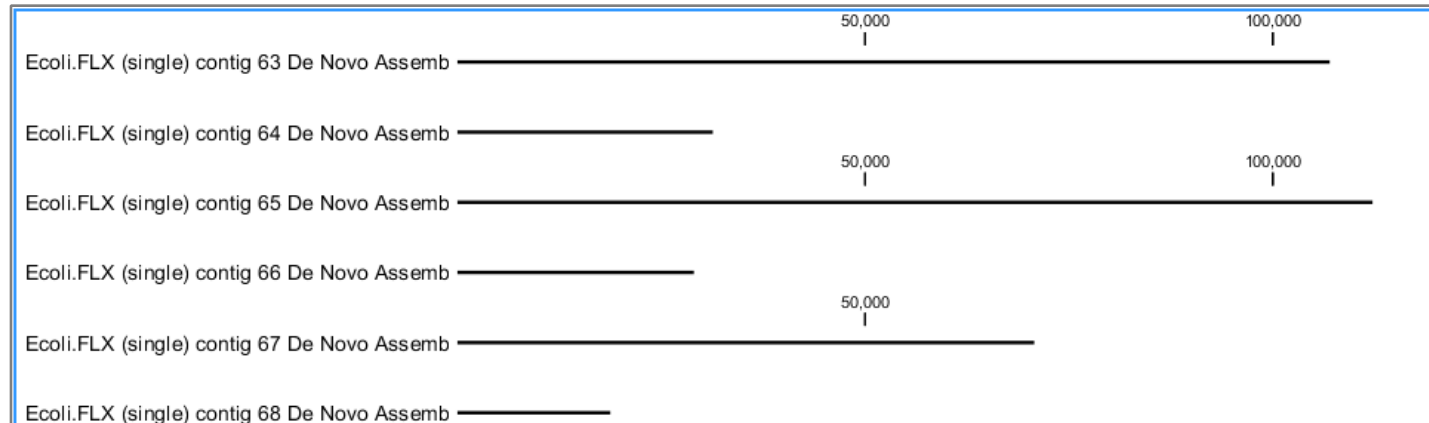 50,000 100,000
Ecoli.FLX (single) contig 63 De Novo Assemb
Ecoli.FLX (single) contig 64 De Novo Assemb
50,000 100,000
Ecoli.FLX (single) contig 65 De Novo Assemb
Ecoli.FLX (single) contig 66 De Novo Assemb
50,000
Ecoli.FLX (single) contig 67 De Novo Assemb
Ecoli.FLX (single) contig 68 De Novo Assemb